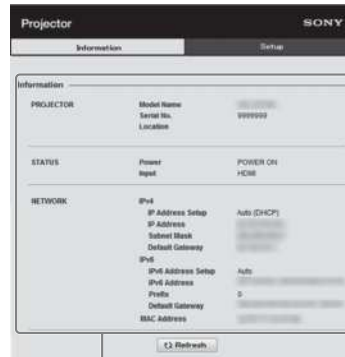 Projector SONY
Information Setup
Information
PROJECTOR Model Name
Serial No. 9999999
Location
STATUS Power POWER ON
Input HDMI
NETWORK IPv4
IP Address Setup Auto (DHCP)
IP Address
Subnet Mask
Default Gateway
IPv6
IPv6 Address Setup Auto
IPv6 Address
Prefix 0
Default Gateway
MAC Address
Refresh